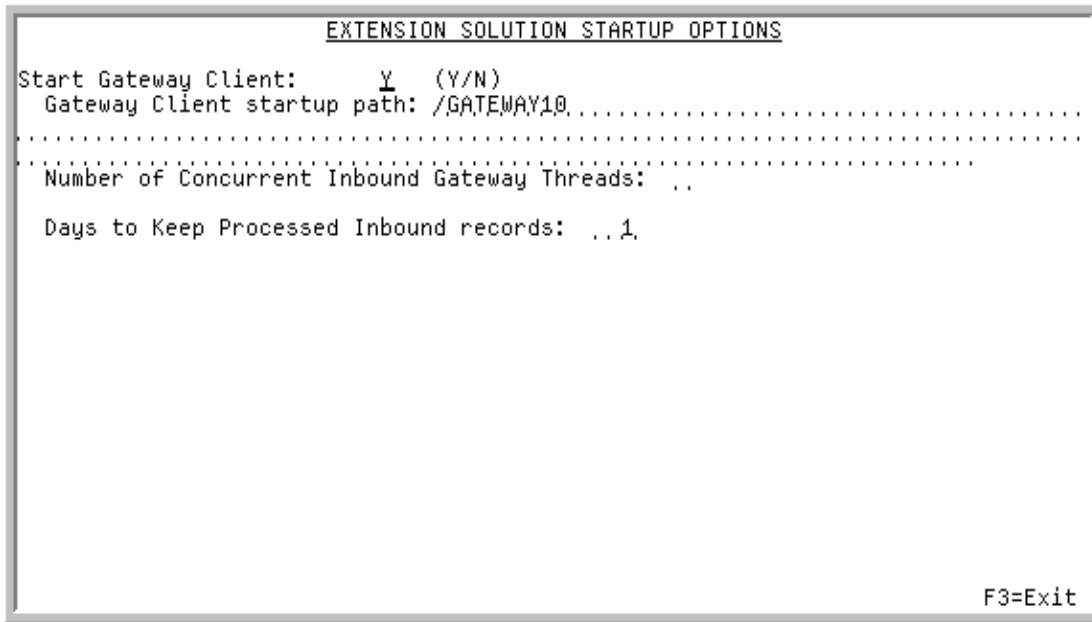 EXTENSION SOLUTION STARTUP OPTIONS
Start Gateway Client: Y (Y/N)
Gateway Client startup path: /GATEWAY10
Number of Concurrent Inbound Gateway Threads:
Days to Keep Processed Inbound records: 1
F3=Exit